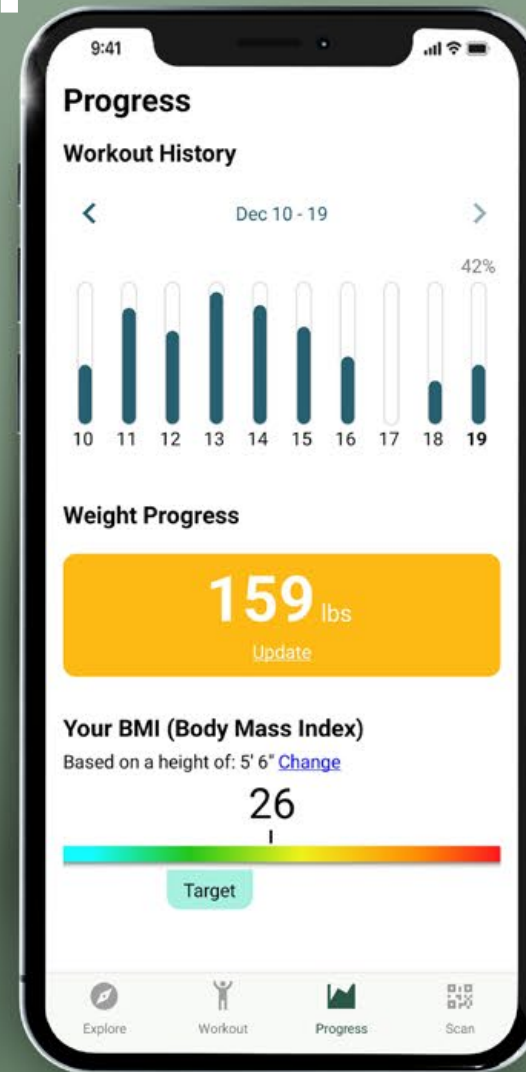 9:41
Progress
Workout History
Dec 10 - 19
42%
10 11 12 13 14 15 16 17 18 19
Weight Progress
159 lbs
Update
Your BMI (Body Mass Index)
Based on a height of: 5' 6" Change
26
Target
Explore Workout Progress Scan